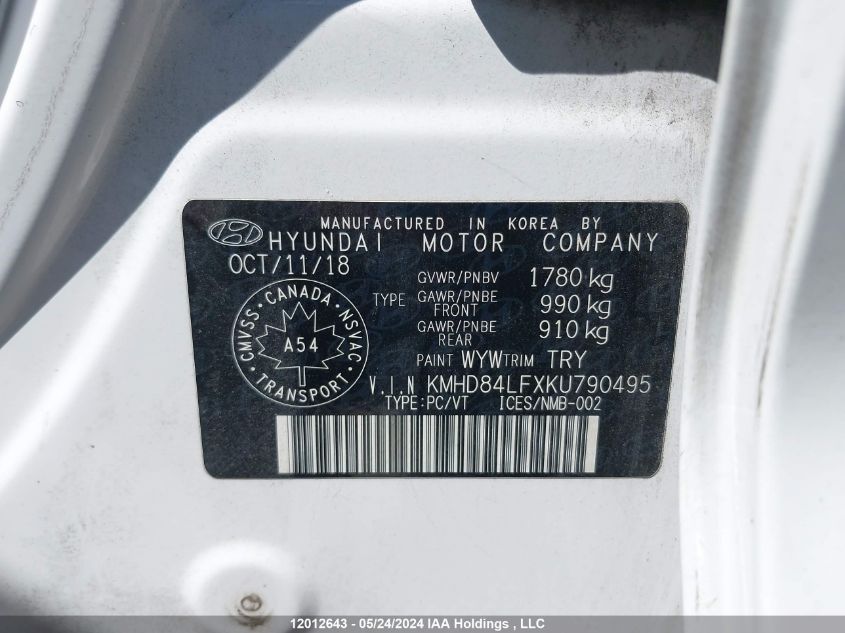 MANUFACTURED IN KOREA BY
HYUNDAI MOTOR COMPANY
OCT/11/18
GVWR/PNBV 1780 kg
TYPE GAWR/PNBE FRONT 990 kg
GAWR/PNBE REAR 910 kg
CMVSS · CANADA · NSVAC
A54
TRANSPORT
PAINT WYW TRIM TRY
V.I.N KMHD84LFXKU790495
TYPE:PC/VT ICES/NMB-002
12012643 - 05/24/2024 IAA Holdings , LLC